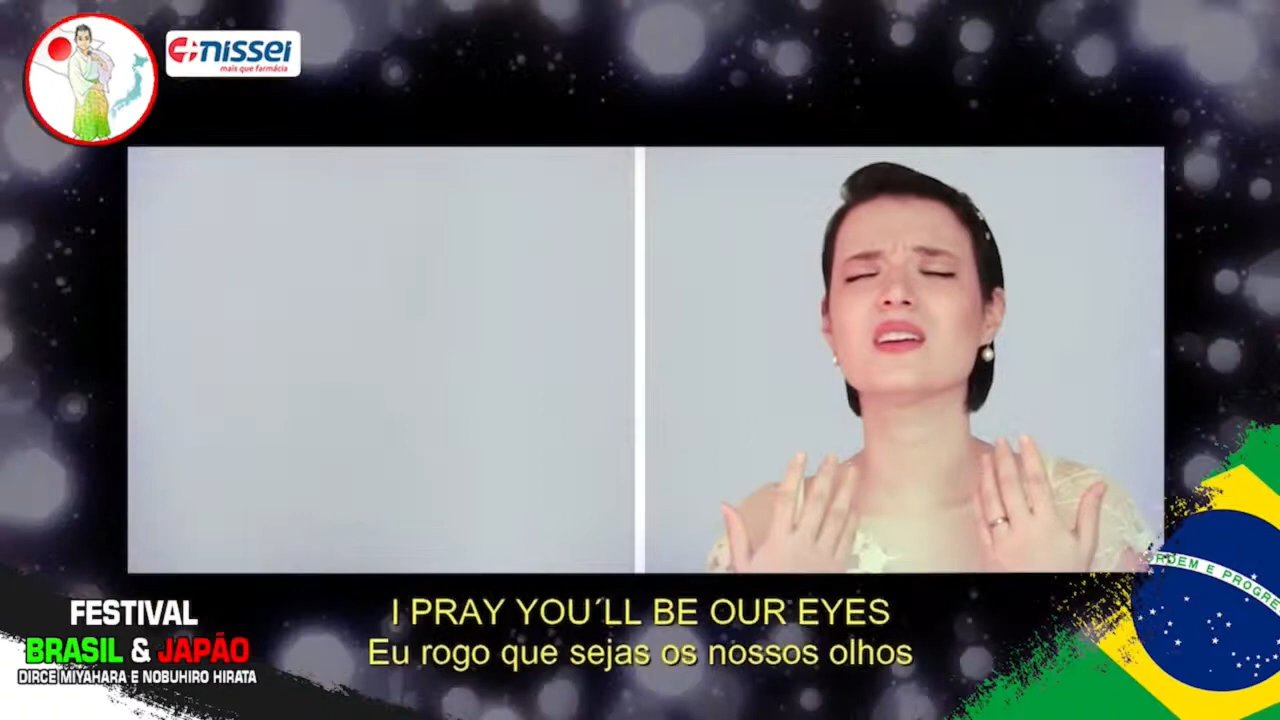 nissei
mais que farmácia
I PRAY YOU´LL BE OUR EYES
Eu rogo que sejas os nossos olhos
FESTIVAL
BRASIL & JAPÃO
DIRCE MIYAHARA E NOBUHIRO HIRATA
ORDEM E PROGRE